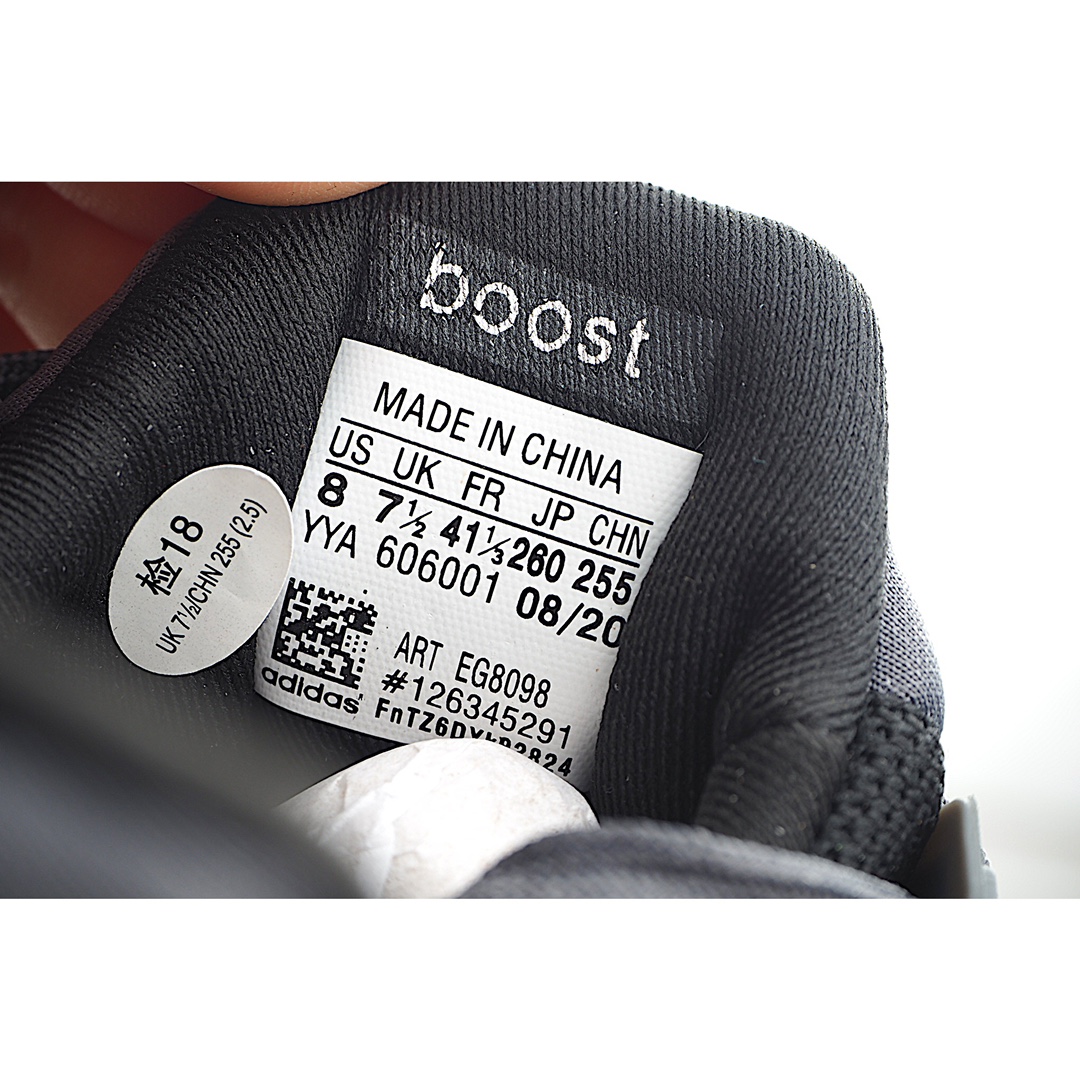 boost
MADE IN CHINA
US UK FR JP CHN
8 7½ 41⅓ 260 255
YYA 606001 08/20
ART EG8098
#126345291
adidas
检18
UK 7½/CHN 255 (2.5)